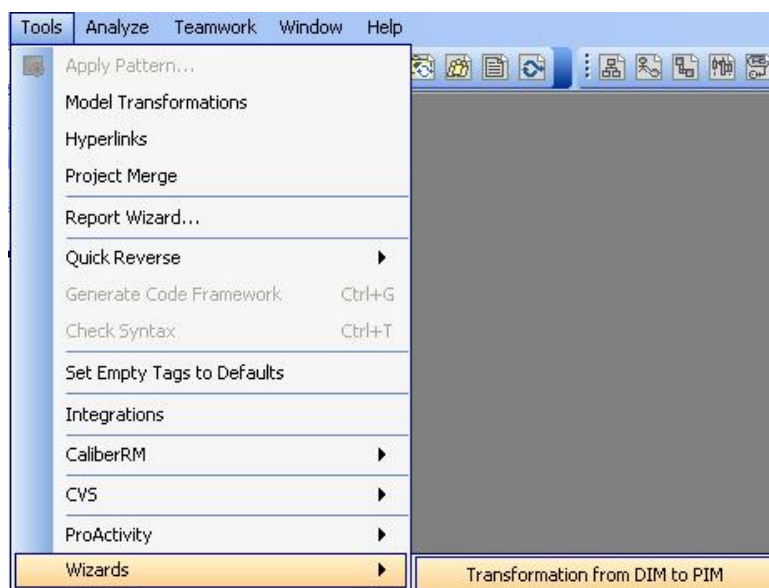 Tools Analyze Teamwork Window Help
Apply Pattern...
Model Transformations
Hyperlinks
Project Merge
Report Wizard...
Quick Reverse
Generate Code Framework Ctrl+G
Check Syntax Ctrl+T
Set Empty Tags to Defaults
Integrations
CaliberRM
CVS
ProActivity
Wizards Transformation from DIM to PIM